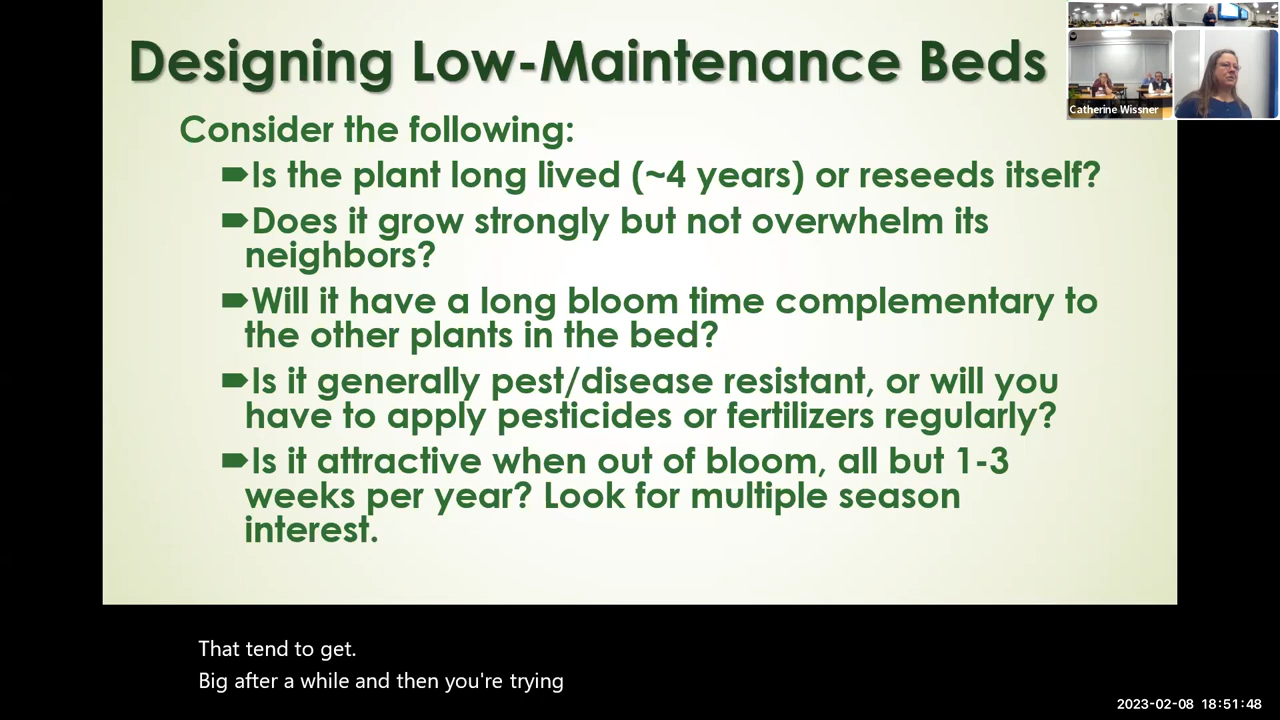 Designing Low-Maintenance Beds
Catherine Wissner
Consider the following:
Is the plant long lived (~4 years) or reseeds itself?
Does it grow strongly but not overwhelm its
neighbors?
Will it have a long bloom time complementary to
the other plants in the bed?
Is it generally pest/disease resistant, or will you
have to apply pesticides or fertilizers regularly?
Is it attractive when out of bloom, all but 1-3
weeks per year? Look for multiple season
interest.
That tend to get.
Big after a while and then you're trying
2023-02-08 18:51:48